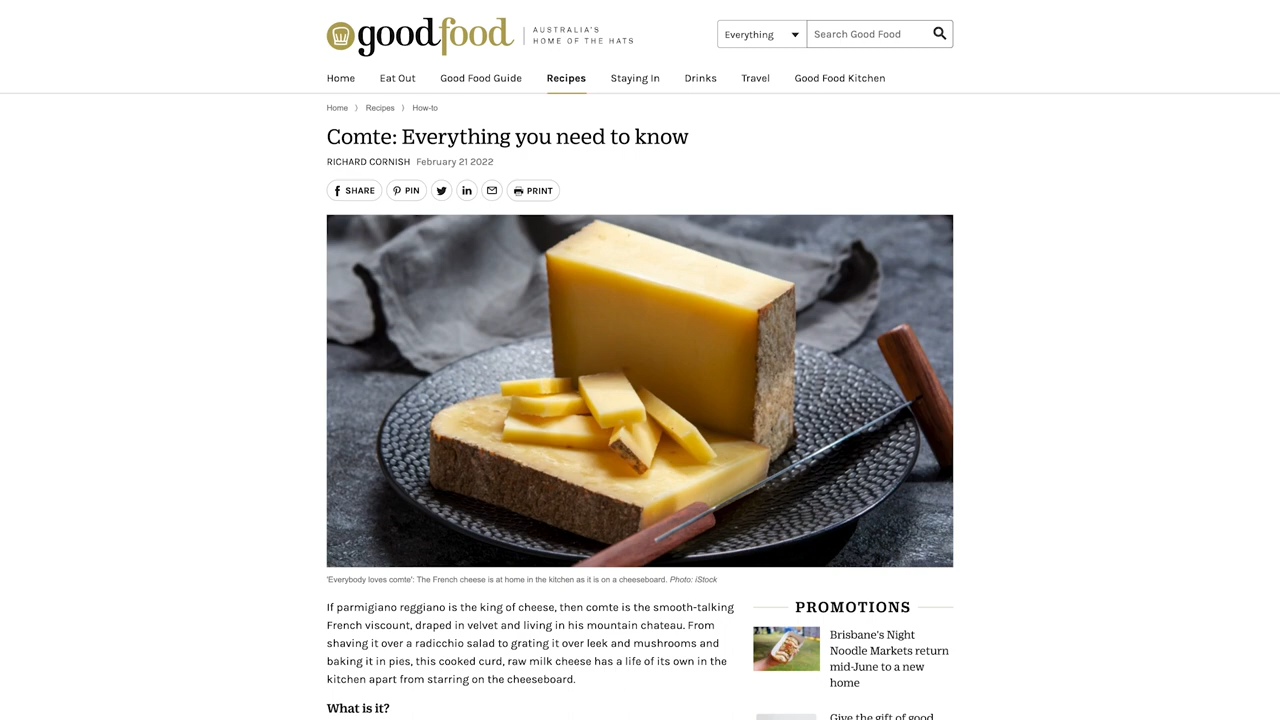 goodfood
AUSTRALIA'S
HOME OF THE HATS
Everything
Search Good Food
Home
Eat Out
Good Food Guide
Recipes
Staying In
Drinks
Travel
Good Food Kitchen
Home
Recipes
How-to
Comte: Everything you need to know
RICHARD CORNISH February 21 2022
SHARE
PIN
PRINT
'Everybody loves comte': The French cheese is at home in the kitchen as it is on a cheeseboard. Photo: iStock
If parmigiano reggiano is the king of cheese, then comte is the smooth-talking
French viscount, draped in velvet and living in his mountain chateau. From
shaving it over a radicchio salad to grating it over leek and mushrooms and
baking it in pies, this cooked curd, raw milk cheese has a life of its own in the
kitchen apart from starring on the cheeseboard.
What is it?
PROMOTIONS
Brisbane's Night
Noodle Markets return
mid-June to a new
home
Give the gift of good